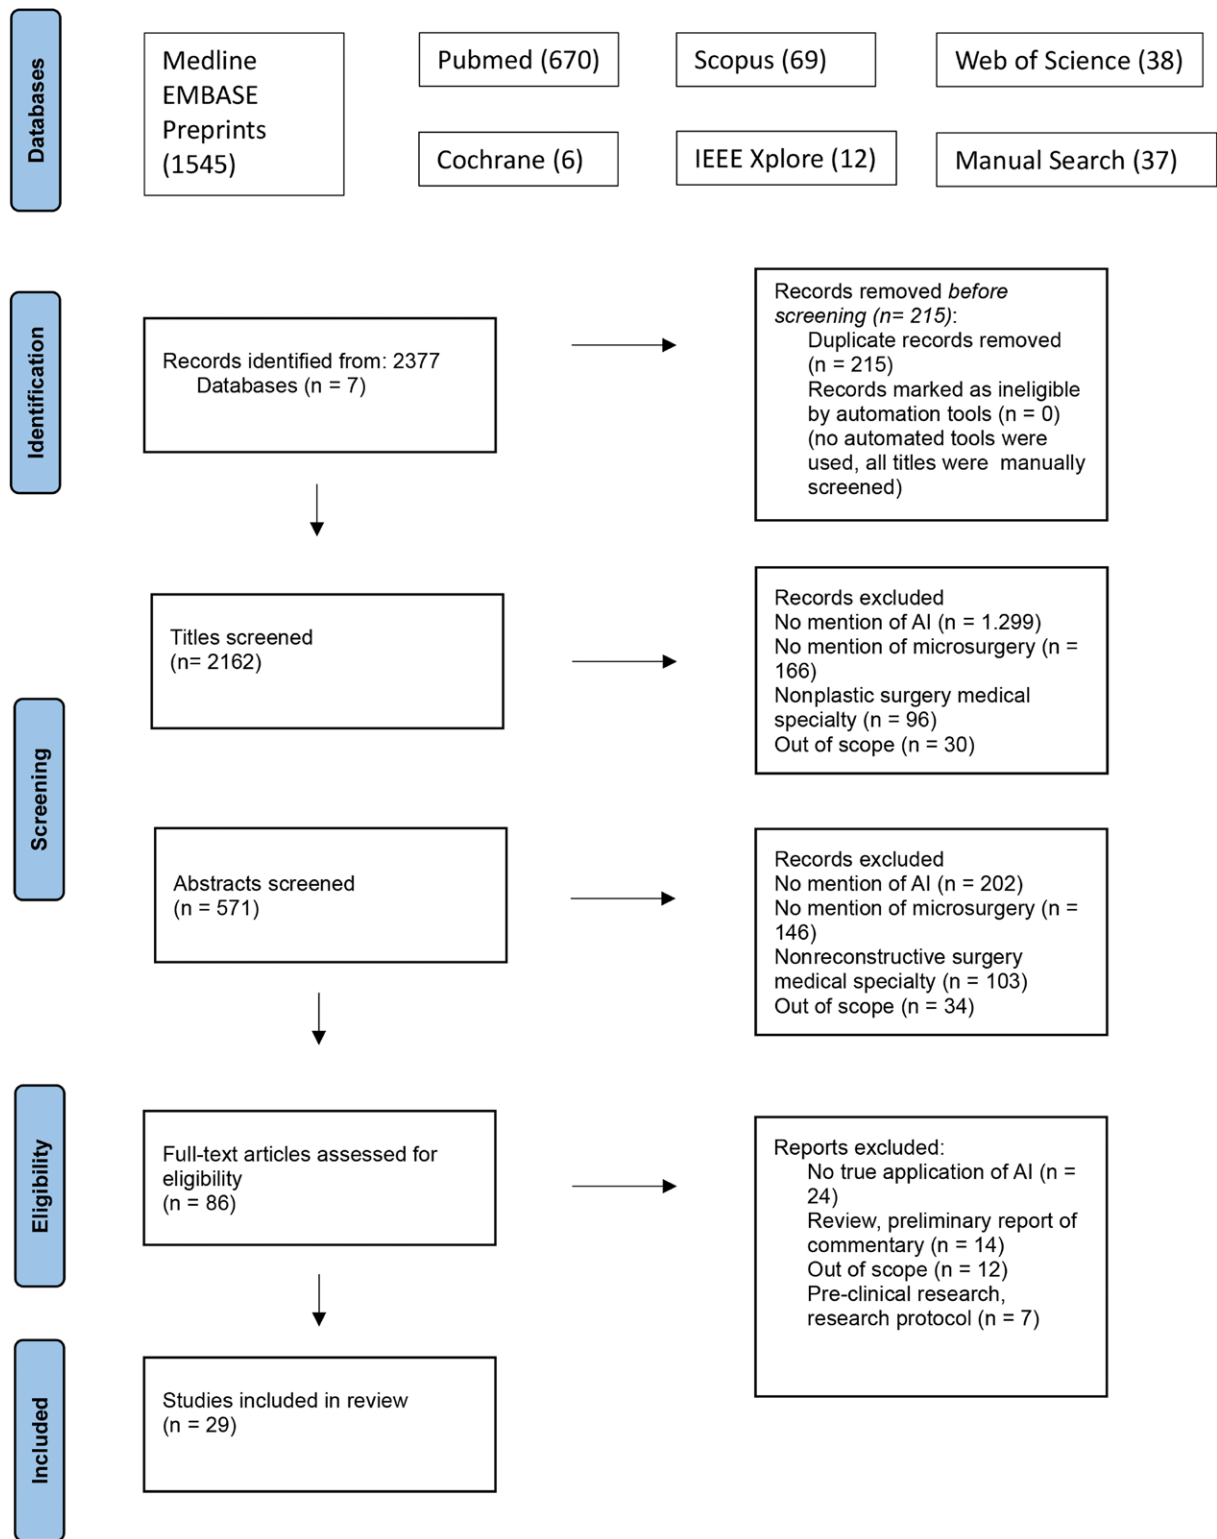 Databases
Medline
EMBASE
Preprints
(1545)
Pubmed (670)
Scopus (69)
Web of Science (38)
Cochrane (6)
IEEE Xplore (12)
Manual Search (37)
Identification
Records identified from: 2377
Databases (n = 7)
Records removed before
screening (n= 215):
Duplicate records removed
(n = 215)
Records marked as ineligible
by automation tools (n = 0)
(no automated tools were
used, all titles were manually
screened)
Screening
Titles screened
(n= 2162)
Records excluded
No mention of AI (n = 1.299)
No mention of microsurgery (n =
166)
Nonplastic surgery medical
specialty (n = 96)
Out of scope (n = 30)
Abstracts screened
(n = 571)
Records excluded
No mention of AI (n = 202)
No mention of microsurgery (n =
146)
Nonreconstructive surgery
medical specialty (n = 103)
Out of scope (n = 34)
Eligibility
Full-text articles assessed for
eligibility
(n = 86)
Reports excluded:
No true application of AI (n =
24)
Review, preliminary report of
commentary (n = 14)
Out of scope (n = 12)
Pre-clinical research,
research protocol (n = 7)
Included
Studies included in review
(n = 29)